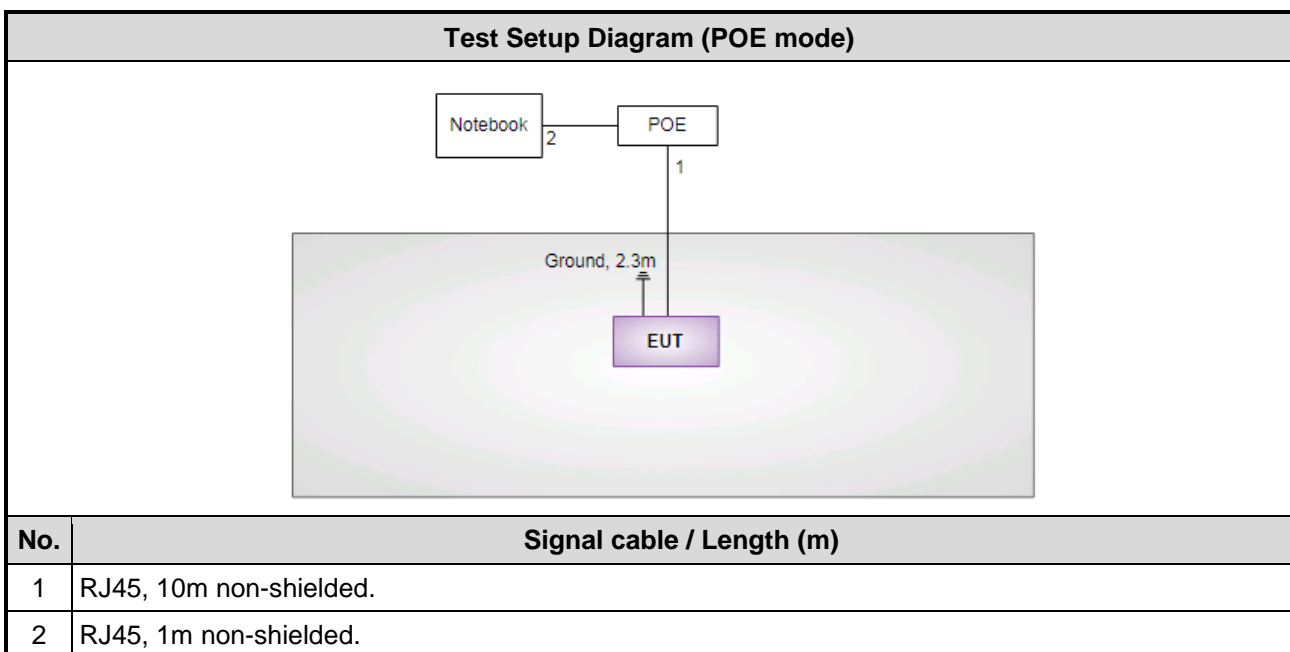 Test Setup Diagram (POE mode)
Notebook
2
POE
1
Ground, 2.3m
EUT
No. Signal cable / Length (m)
1 RJ45, 10m non-shielded.
2 RJ45, 1m non-shielded.